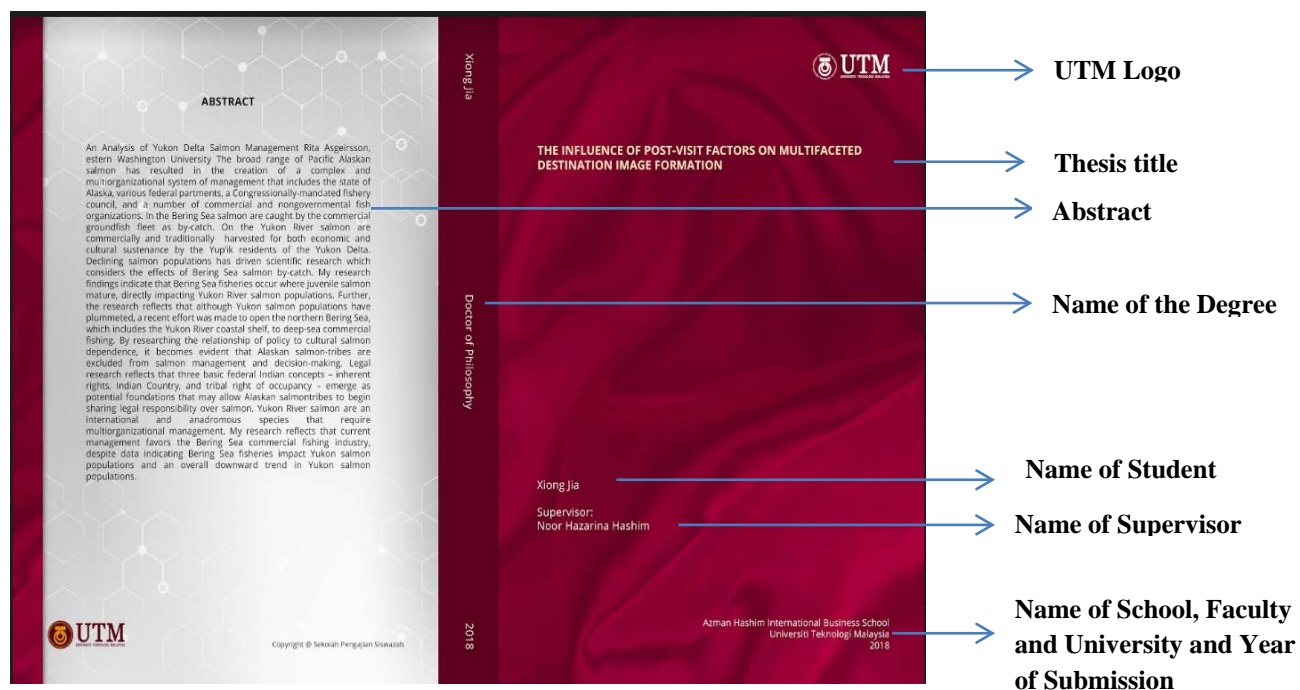 ABSTRACT
An Analysis of Yukon Delta Salmon Management Rita Asgeirsson,
estern Washington University The broad range of Pacific Alaskan
salmon has resulted in the creation of a complex and
multiorganizational system of management that includes the state of
Alaska, various federal partments, a Congressionally-mandated fishery
council, and a number of commercial and nongovernmental fish
organizations. In the Bering Sea salmon are caught by the commercial
groundfish fleet as by-catch. On the Yukon River salmon are
commercially and traditionally harvested for both economic and
cultural sustenance by the Yup'ik residents of the Yukon Delta.
Declining salmon populations has driven scientific research which
considers the effects of Bering Sea salmon by-catch. My research
findings indicate that Bering Sea fisheries occur where juvenile salmon
mature, directly impacting Yukon River salmon populations. Further,
the research reflects that although Yukon salmon populations have
plummeted, a recent effort was made to open the northern Bering Sea,
which includes the Yukon River coastal shelf, to deep-sea commercial
fishing. By researching the relationship of policy to cultural salmon
dependence, it becomes evident that Alaskan salmon-tribes are
excluded from salmon management and decision-making. Legal
research reflects that three basic federal Indian concepts – inherent
rights, Indian Country, and tribal right of occupancy – emerge as
potential foundations that may allow Alaskan salmontribes to begin
sharing legal responsibility over salmon. Yukon River salmon are an
international and anadromous species that require
multiorganizational management. My research reflects that current
management favors the Bering Sea commercial fishing industry,
despite data indicating Bering Sea fisheries impact Yukon salmon
populations and an overall downward trend in Yukon salmon
populations.
UTM
UNIVERSITI TEKNOLOGI MALAYSIA
Copyright @ Sekolah Pengajian Siswazah
Xiong Jia
Doctor of Philosophy
2018
UTM
UNIVERSITI TEKNOLOGI MALAYSIA
THE INFLUENCE OF POST-VISIT FACTORS ON MULTIFACETED
DESTINATION IMAGE FORMATION
Xiong Jia
Supervisor:
Noor Hazarina Hashim
Azman Hashim International Business School
Universiti Teknologi Malaysia
2018
UTM Logo
Thesis title
Abstract
Name of the Degree
Name of Student
Name of Supervisor
Name of School, Faculty
and University and Year
of Submission